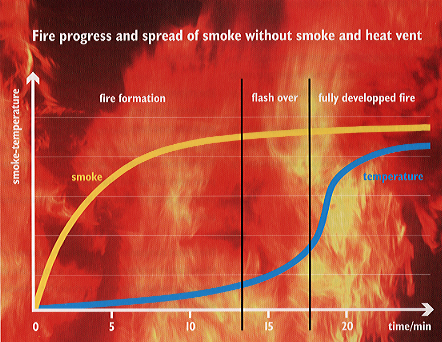 Fire progress and spread of smoke without smoke and heat vent
fire formation
flash over
fully developped fire
smoke-temperature
smoke
temperature
0 5 10 15 20 time/min